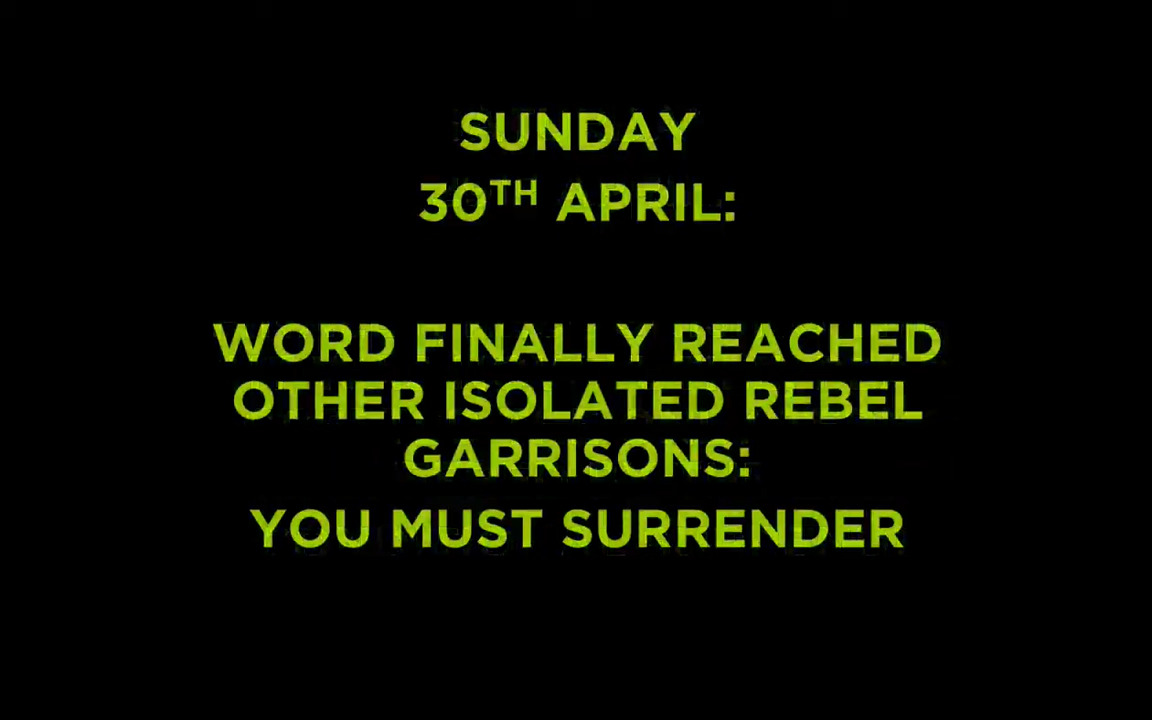 SUNDAY
30TH APRIL:
WORD FINALLY REACHED
OTHER ISOLATED REBEL
GARRISONS:
YOU MUST SURRENDER